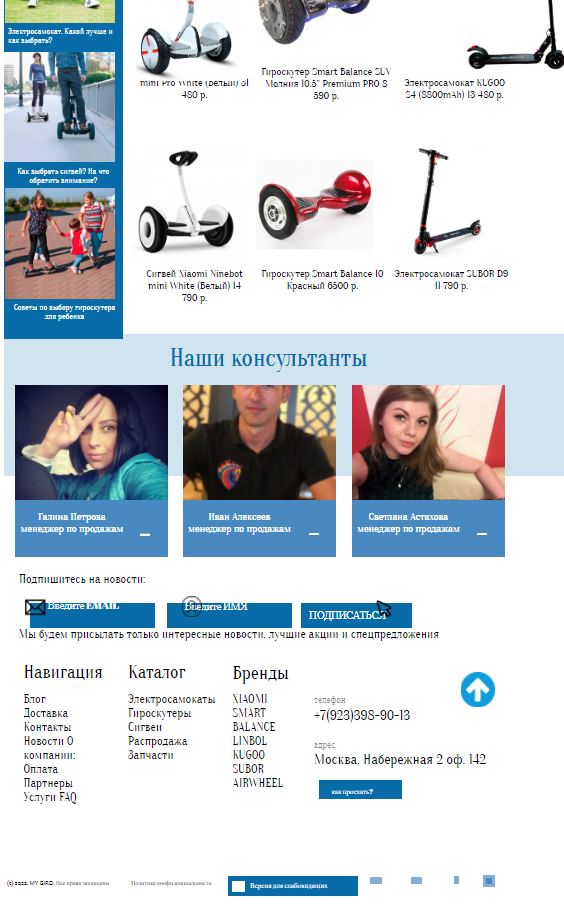 Электросамокат. Какой лучше и
как выбрать?
Как выбрать сигвей? На что
обратить внимание?
Советы по выбору гироскутера
для ребенка
mini Pro White (Белый) 31
480 р.
Гироскутер Smart Balance SUV
Молния 10.5" Premium PRO 8
590 р.
Электросамокат KUGOO
S4 (8800mAh) 13 480 р.
Сигвей Xiaomi Ninebot
mini White (Белый) 14
790 р.
Гироскутер Smart Balance 10
Красный 6500 р.
Электросамокат SUBOR D9
11 790 р.
Наши консультанты
Галина Петрова
менеджер по продажам
Иван Алексеев
менеджер по продажам
Светлана Астахова
менеджер по продажам
Подпишитесь на новости:
Введите EMAIL
Введите ИМЯ
ПОДПИСАТЬСЯ
Мы будем присылать только интересные новости, лучшие акции и спецпредложения
Навигация
Блог
Доставка
Контакты
Новости О
компании:
Оплата
Партнеры
Услуги FAQ
Каталог
Электросамокаты
Гироскутеры
Сигвеи
Распродажа
Запчасти
Бренды
XIAOMI
SMART
BALANCE
LINBOL
KUGOO
SUBOR
AIRWHEEL
телефон
+7(923)398-90-13
адрес
Москва, Набережная 2 оф. 142
как проехать?
(c) 2022, MY GIRO. Все права защищены
Политика конфиденциальности
Версия для слабовидящих